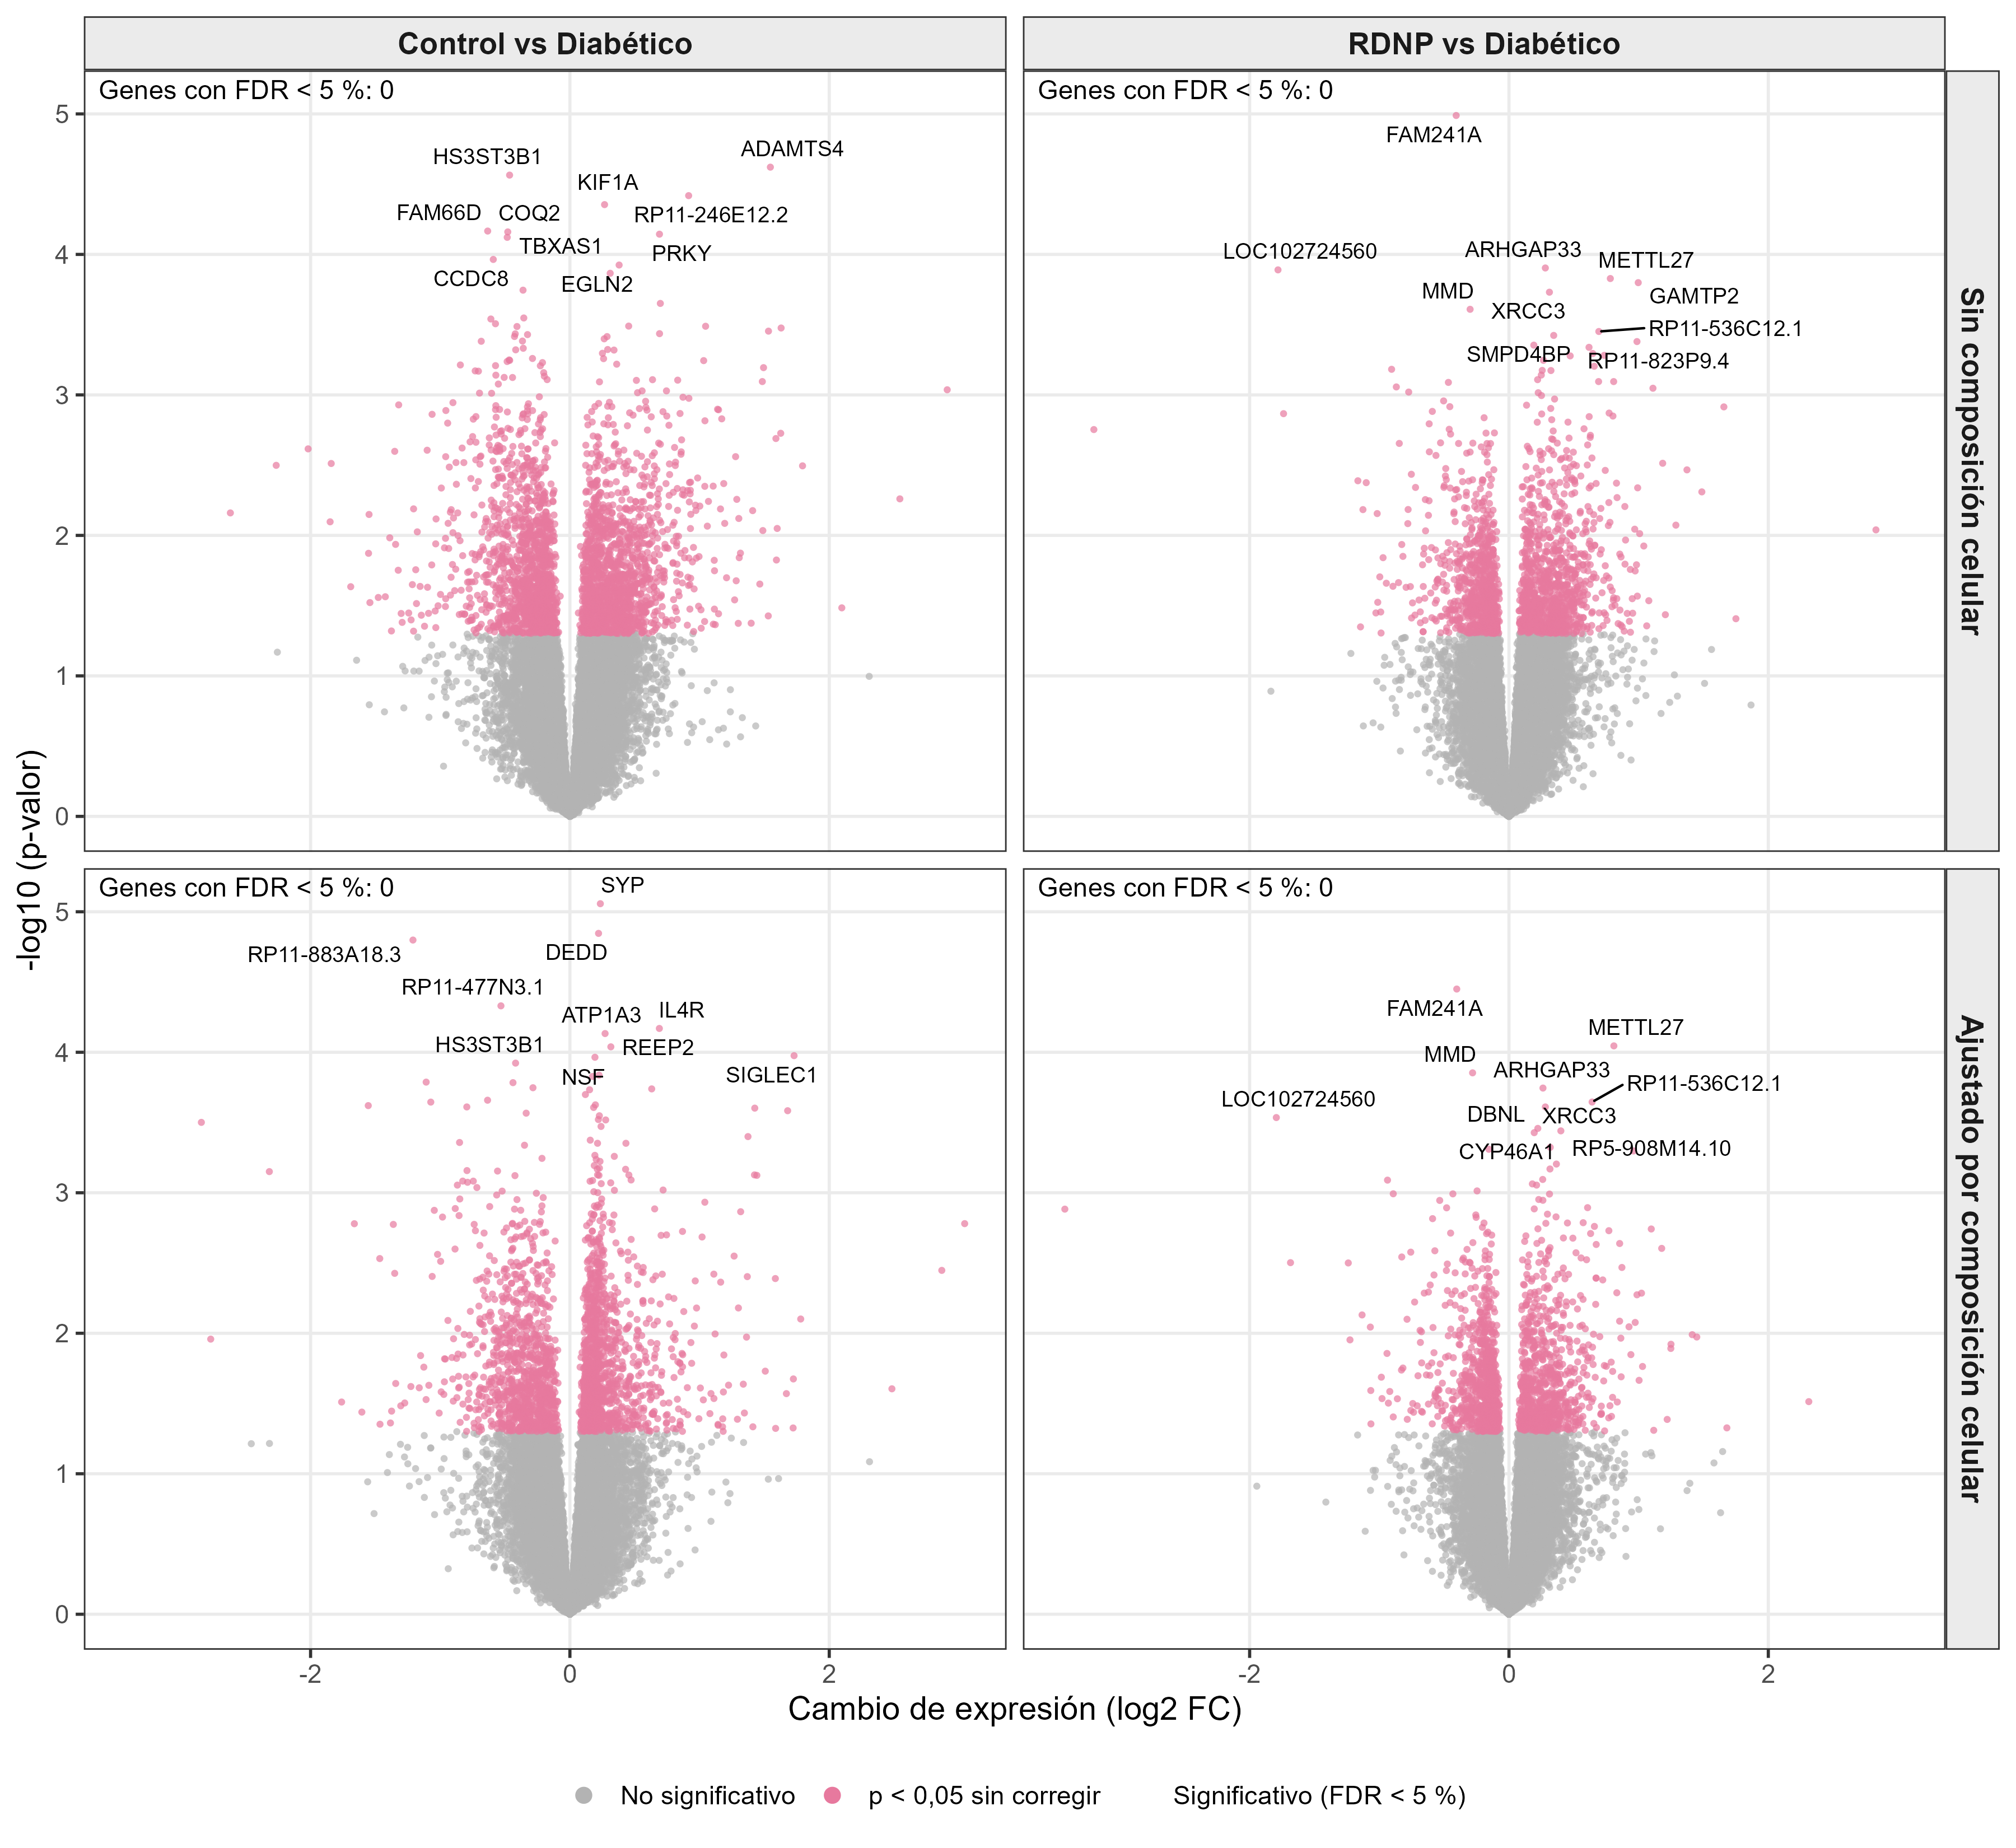 Control vs Diabético
RDNP vs Diabético
Genes con FDR < 5 %: 0
5
4
3
2
1
0
HS3ST3B1
ADAMTS4
KIF1A
FAM66D
COQ2
RP11-246E12.2
TBXAS1
PRKY
CCDC8
EGLN2
Genes con FDR < 5 %: 0
FAM241A
LOC102724560
ARHGAP33
METTL27
MMD
GAMTP2
XRCC3
RP11-536C12.1
SMPD4BP
RP11-823P9.4
Sin composición celular
-log10 (p-valor)
Genes con FDR < 5 %: 0
5
4
3
2
1
0
SYP
RP11-883A18.3
DEDD
RP11-477N3.1
ATP1A3
IL4R
HS3ST3B1
REEP2
NSF
SIGLEC1
Genes con FDR < 5 %: 0
FAM241A
METTL27
MMD
ARHGAP33
RP11-536C12.1
LOC102724560
DBNL
XRCC3
CYP46A1
RP5-908M14.10
Ajustado por composición celular
-2
0
2
-2
0
2
Cambio de expresión (log2 FC)
No significativo
p < 0,05 sin corregir
Significativo (FDR < 5 %)